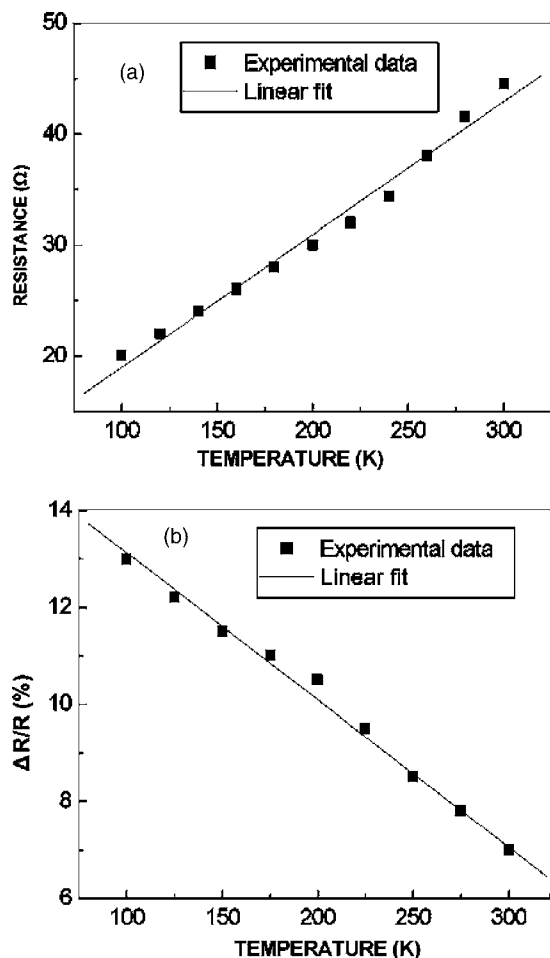 50
40
30
20
RESISTANCE (Ω)
(a)
Experimental data
Linear fit
100 150 200 250 300
TEMPERATURE (K)
14
12
10
8
6
ΔR/R (%)
(b)
Experimental data
Linear fit
100 150 200 250 300
TEMPERATURE (K)